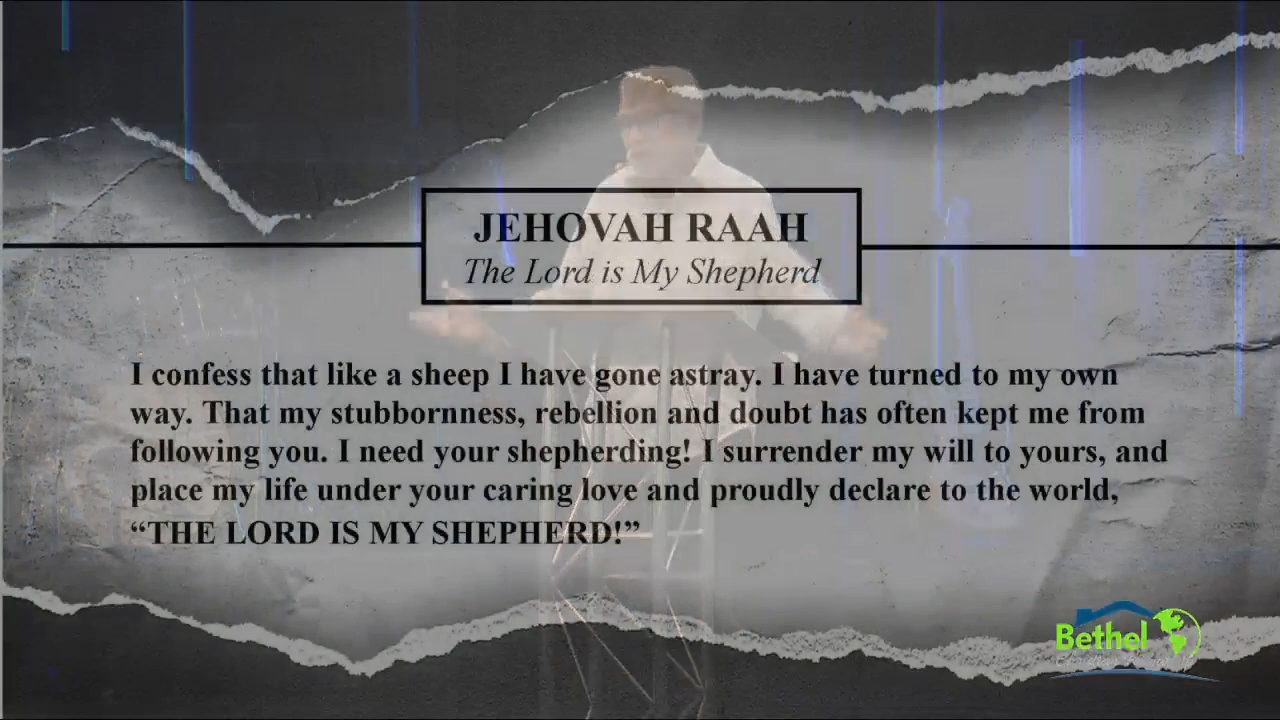 JEHOVAH RAAH
The Lord is My Shepherd
I confess that like a sheep I have gone astray. I have turned to my own
way. That my stubbornness, rebellion and doubt has often kept me from
following you. I need your shepherding! I surrender my will to yours, and
place my life under your caring love and proudly declare to the world,
“THE LORD IS MY SHEPHERD!”
Bethel